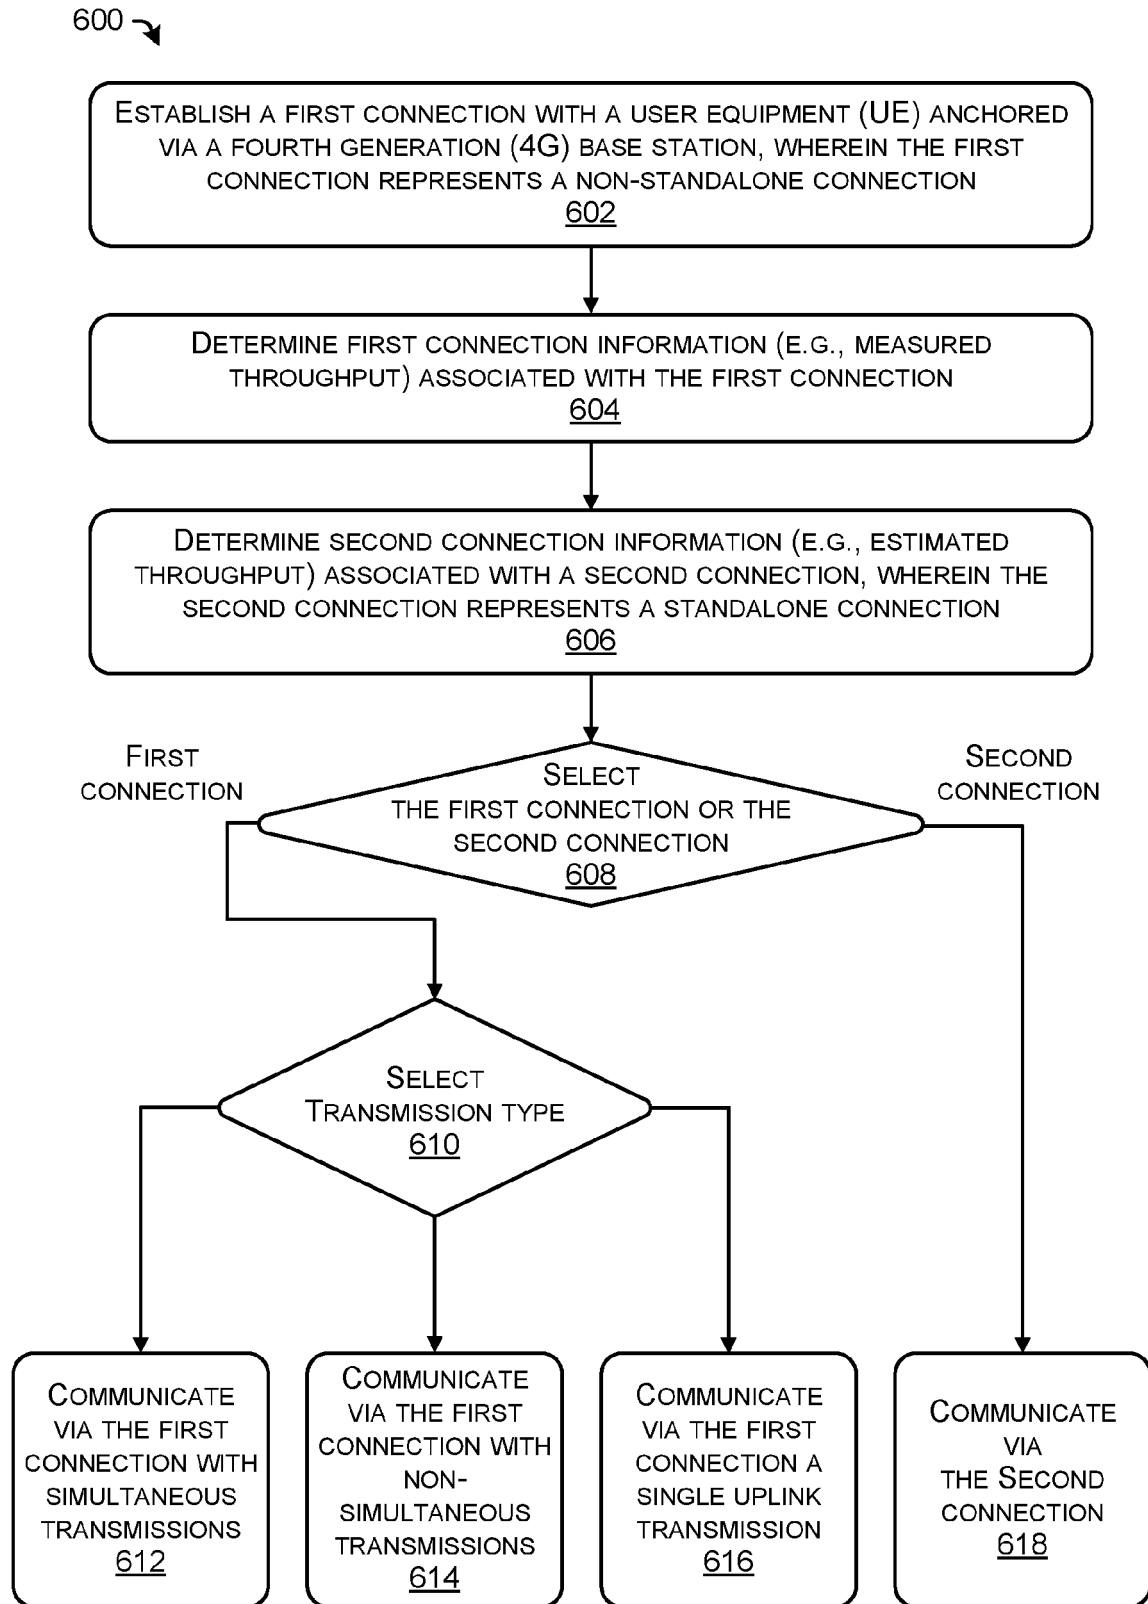 600
ESTABLISH A FIRST CONNECTION WITH A USER EQUIPMENT (UE) ANCHORED
VIA A FOURTH GENERATION (4G) BASE STATION, WHEREIN THE FIRST
CONNECTION REPRESENTS A NON-STANDALONE CONNECTION
602
DETERMINE FIRST CONNECTION INFORMATION (E.G., MEASURED
THROUGHPUT) ASSOCIATED WITH THE FIRST CONNECTION
604
DETERMINE SECOND CONNECTION INFORMATION (E.G., ESTIMATED
THROUGHPUT) ASSOCIATED WITH A SECOND CONNECTION, WHEREIN THE
SECOND CONNECTION REPRESENTS A STANDALONE CONNECTION
606
FIRST
CONNECTION
SELECT
THE FIRST CONNECTION OR THE
SECOND CONNECTION
608
SECOND
CONNECTION
SELECT
TRANSMISSION TYPE
610
COMMUNICATE
VIA THE FIRST
CONNECTION WITH
SIMULTANEOUS
TRANSMISSIONS
612
COMMUNICATE
VIA THE FIRST
CONNECTION WITH
NON-
SIMULTANEOUS
TRANSMISSIONS
614
COMMUNICATE
VIA THE FIRST
CONNECTION A
SINGLE UPLINK
TRANSMISSION
616
COMMUNICATE
VIA
THE SECOND
CONNECTION
618